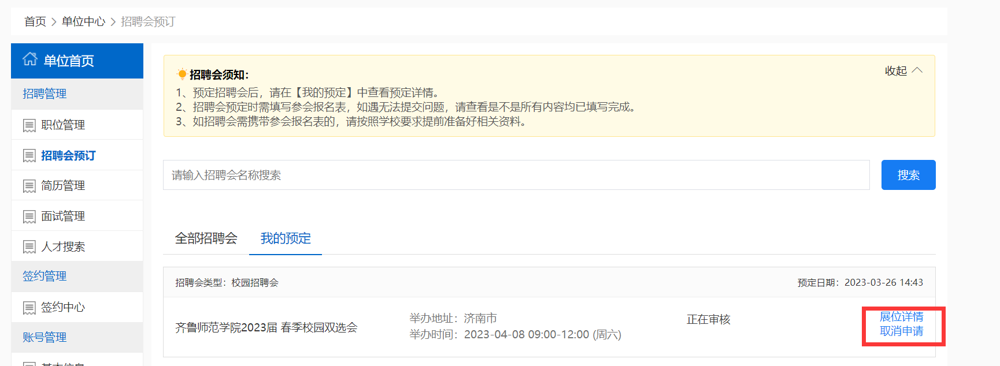 首页 > 单位中心 > 招聘会预订
单位首页
招聘管理
职位管理
招聘会预订
简历管理
面试管理
人才搜索
签约管理
签约中心
账号管理
基本信息
招聘会须知：
收起
1、预定招聘会后，请在【我的预定】中查看预定详情。
2、招聘会预定时需填写参会报名表，如遇无法提交问题，请查看是不是所有内容均已填写完成。
3、如招聘会需携带参会报名表的，请按照学校要求提前准备好相关资料。
请输入招聘会名称搜索
搜索
全部招聘会 我的预定
招聘会类型：校园招聘会
预定日期：2023-03-26 14:43
齐鲁师范学院2023届 春季校园双选会
举办地址：济南市
举办时间：2023-04-08 09:00-12:00 (周六)
正在审核
展位详情
取消申请